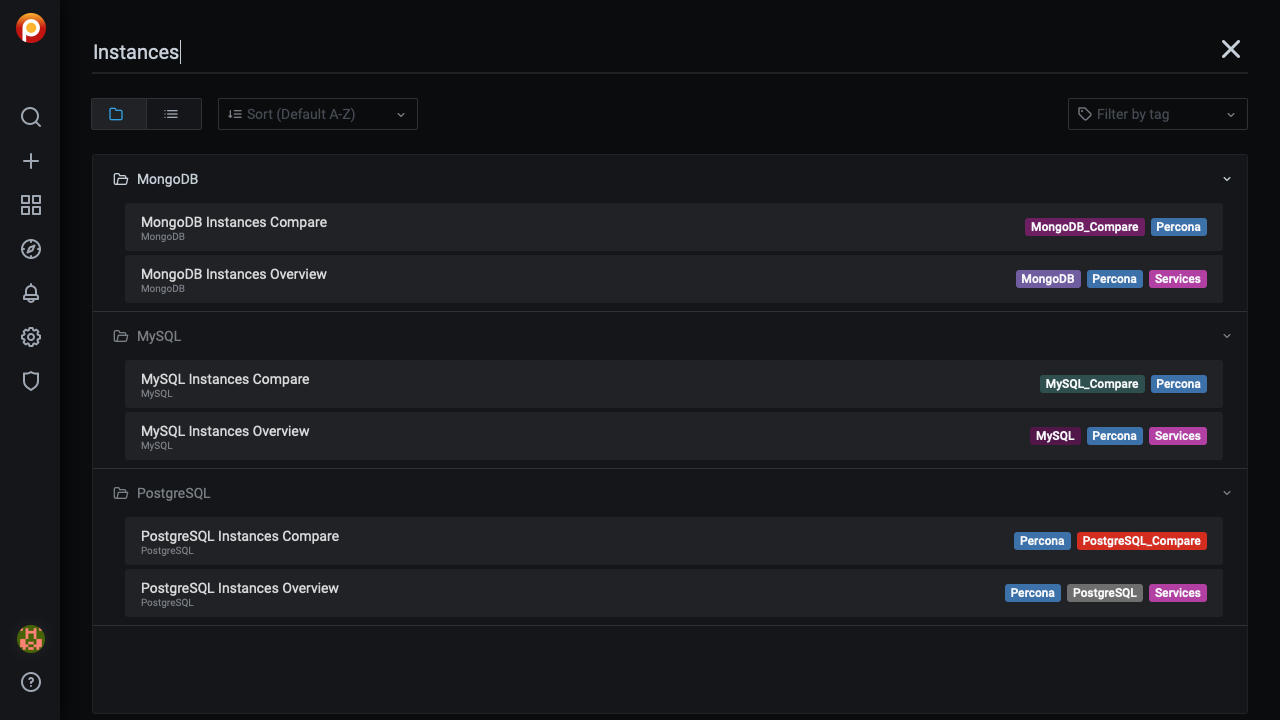 Instances
Sort (Default A-Z)
Filter by tag
MongoDB
MongoDB Instances Compare
MongoDB
MongoDB_Compare
Percona
MongoDB Instances Overview
MongoDB
MongoDB
Percona
Services
MySQL
MySQL Instances Compare
MySQL
MySQL_Compare
Percona
MySQL Instances Overview
MySQL
MySQL
Percona
Services
PostgreSQL
PostgreSQL Instances Compare
PostgreSQL
Percona
PostgreSQL_Compare
PostgreSQL Instances Overview
PostgreSQL
Percona
PostgreSQL
Services